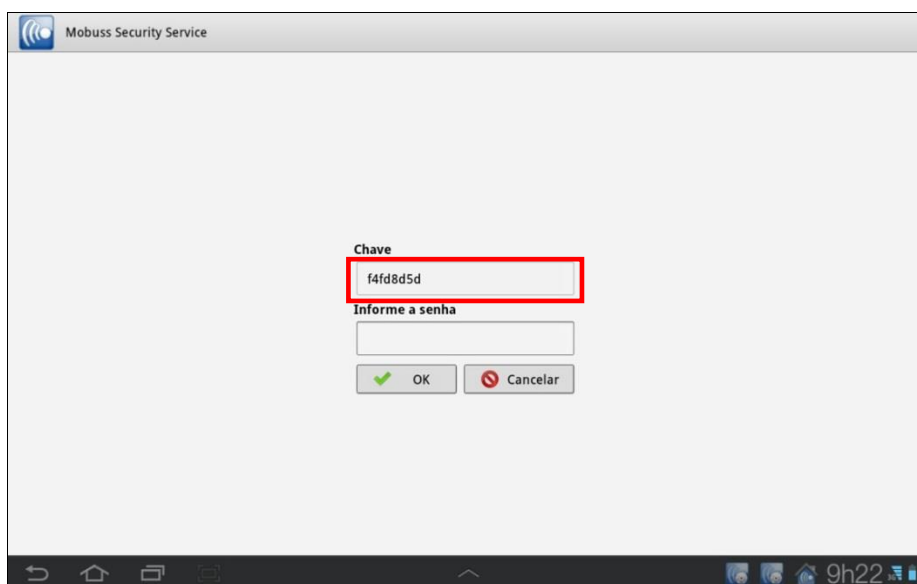 Mobuss Security Service
Chave
f4fd8d5d
Informe a senha
OK
Cancelar
9h22